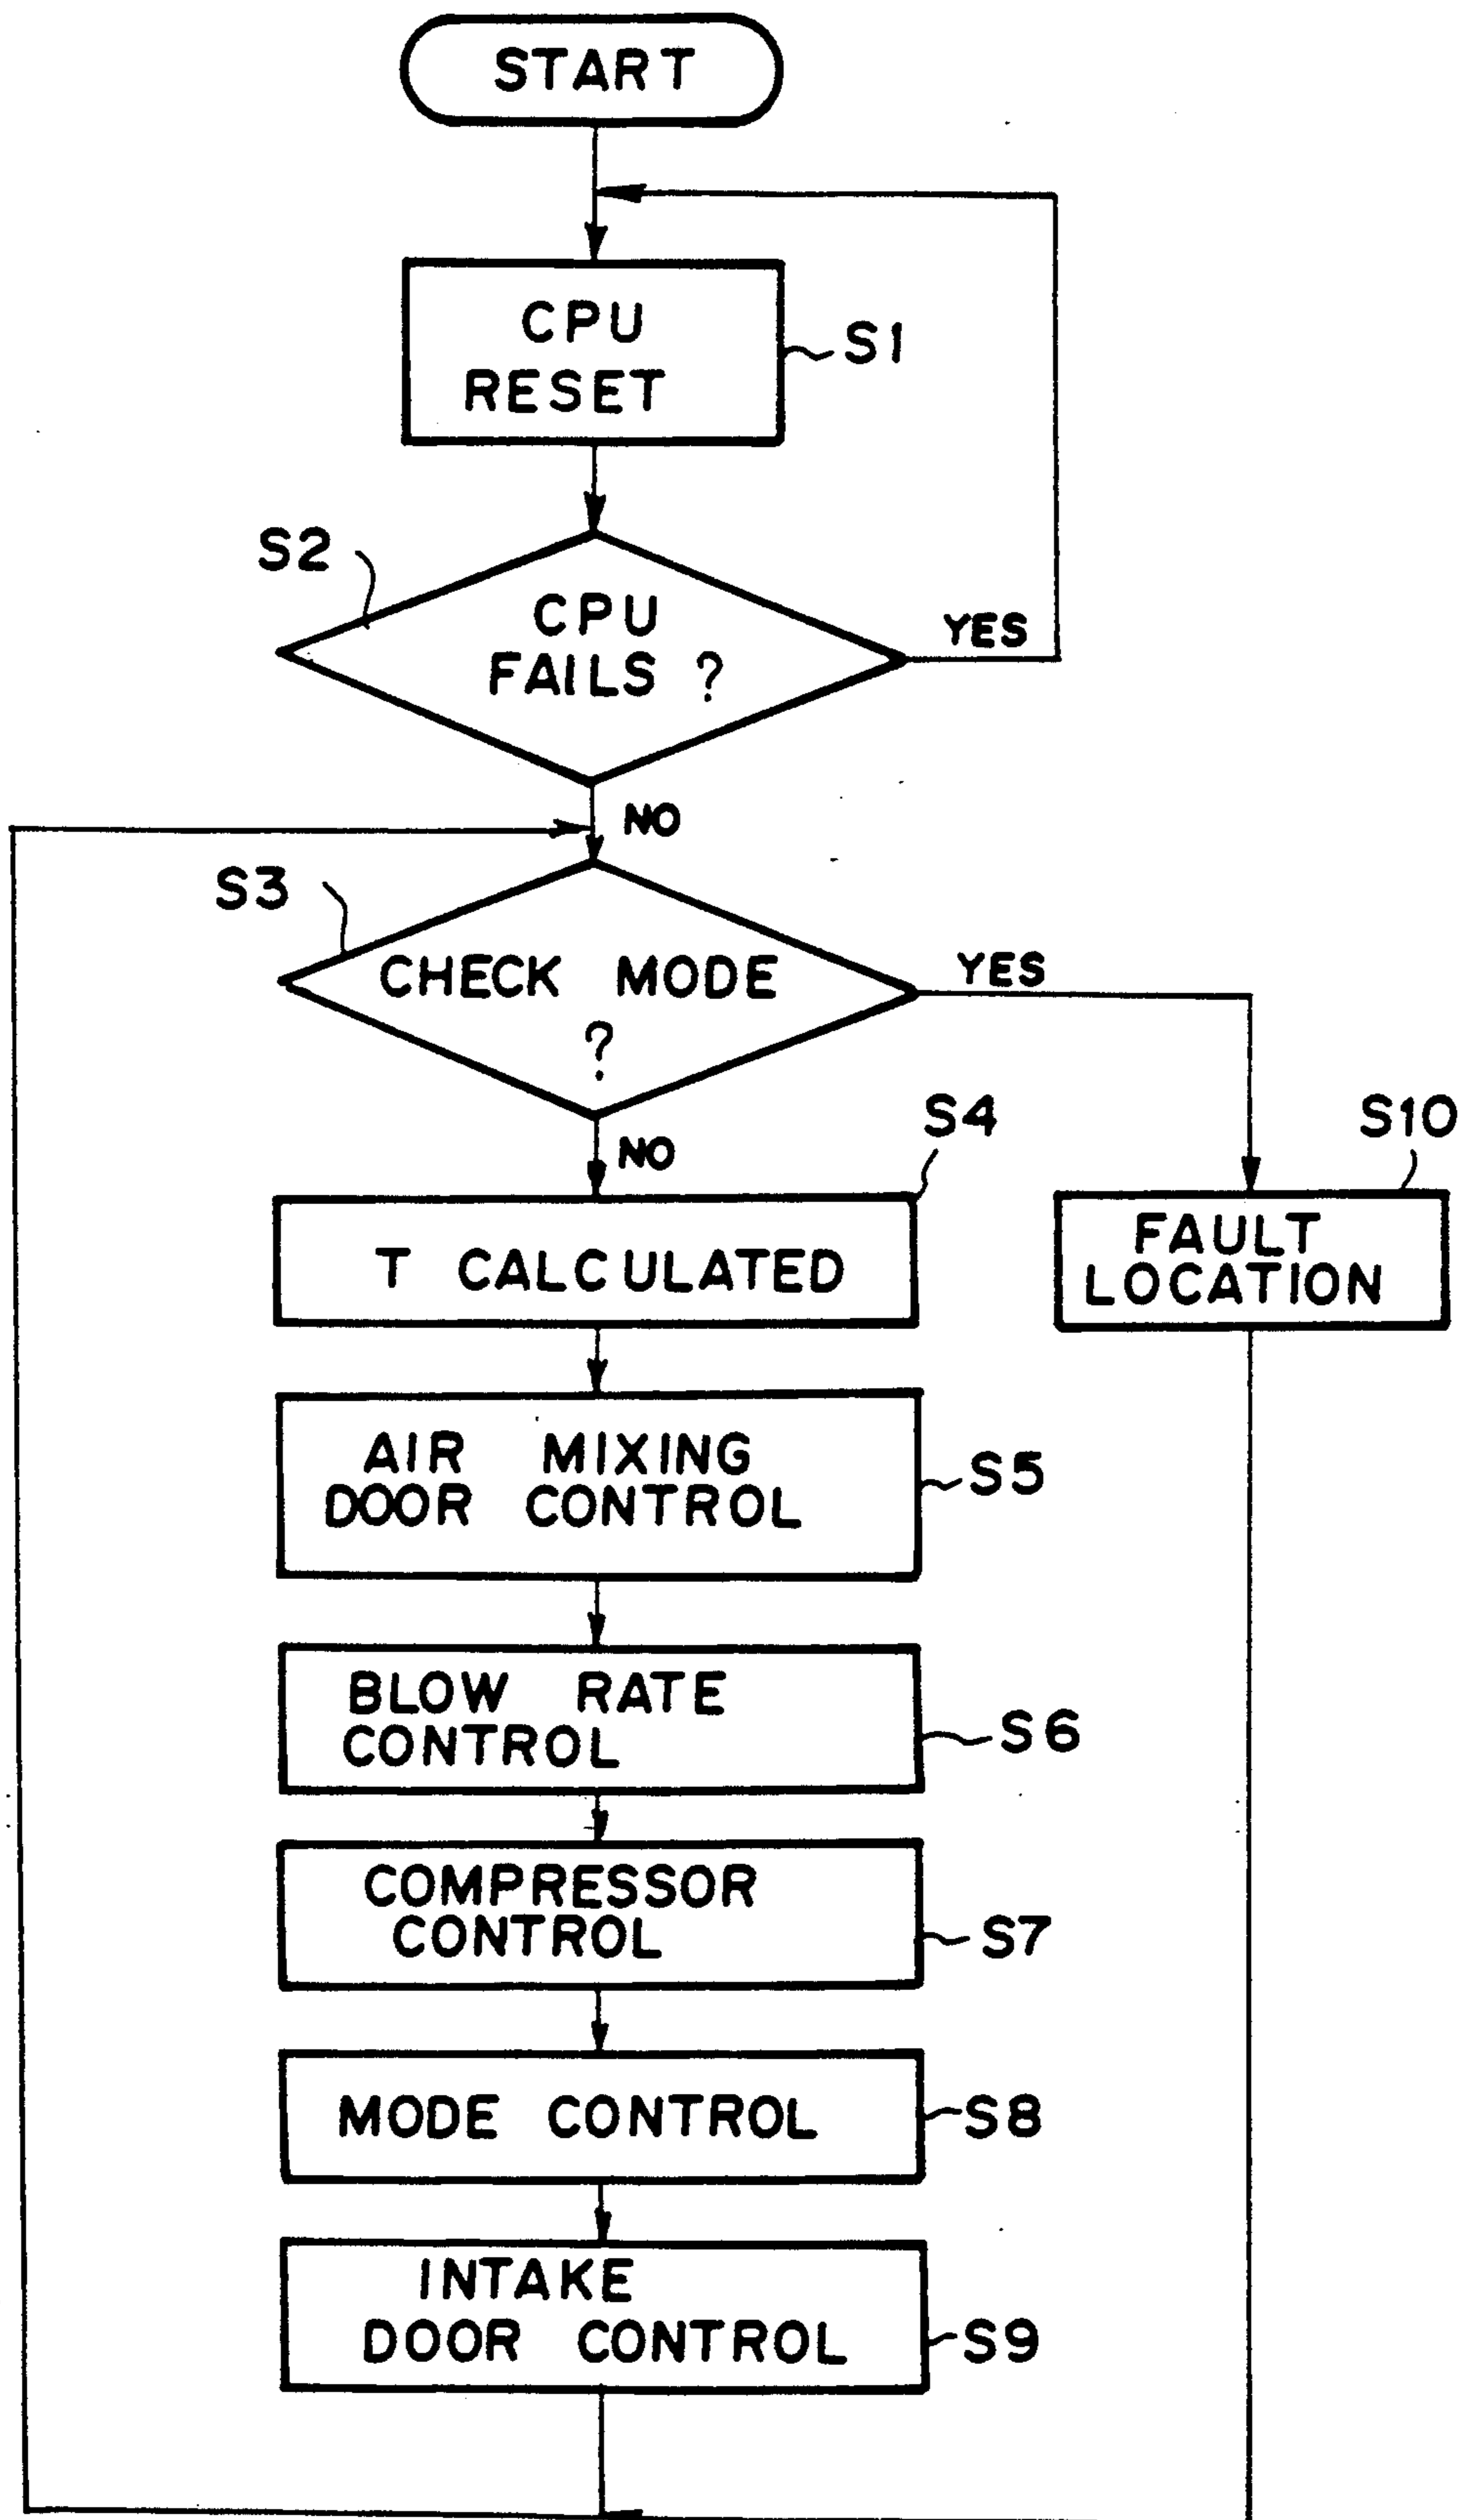 START
CPU
RESET
S1
S2
CPU
FAILS ?
YES
NO
S3
CHECK MODE
?
YES
NO
S4
T CALCULATED
S10
FAULT
LOCATION
AIR MIXING
DOOR CONTROL
S5
BLOW RATE
CONTROL
S6
COMPRESSOR
CONTROL
S7
MODE CONTROL
S8
INTAKE
DOOR CONTROL
S9